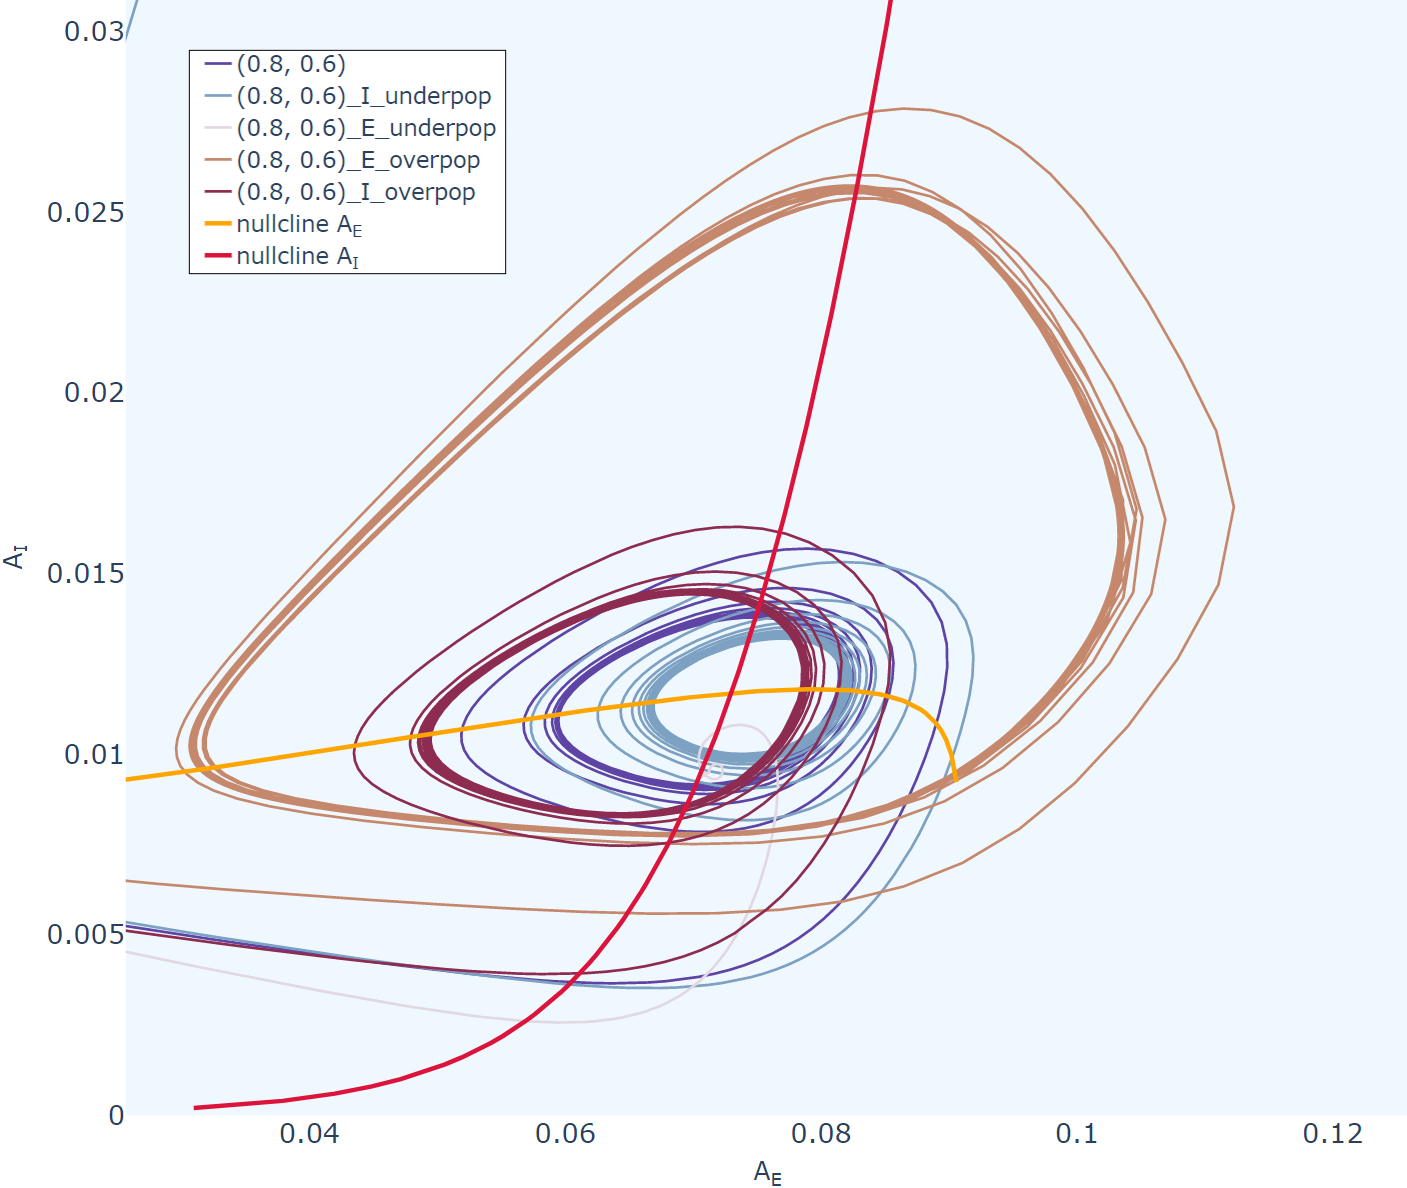 0.03
(0.8, 0.6)
(0.8, 0.6)_I_underpop
(0.8, 0.6)_E_underpop
(0.8, 0.6)_E_overpop
(0.8, 0.6)_I_overpop
nullcline A_E
nullcline A_I
0.025
0.02
0.015
0.01
0.005
0
A_I
0.04 0.06 0.08 0.1 0.12
A_E